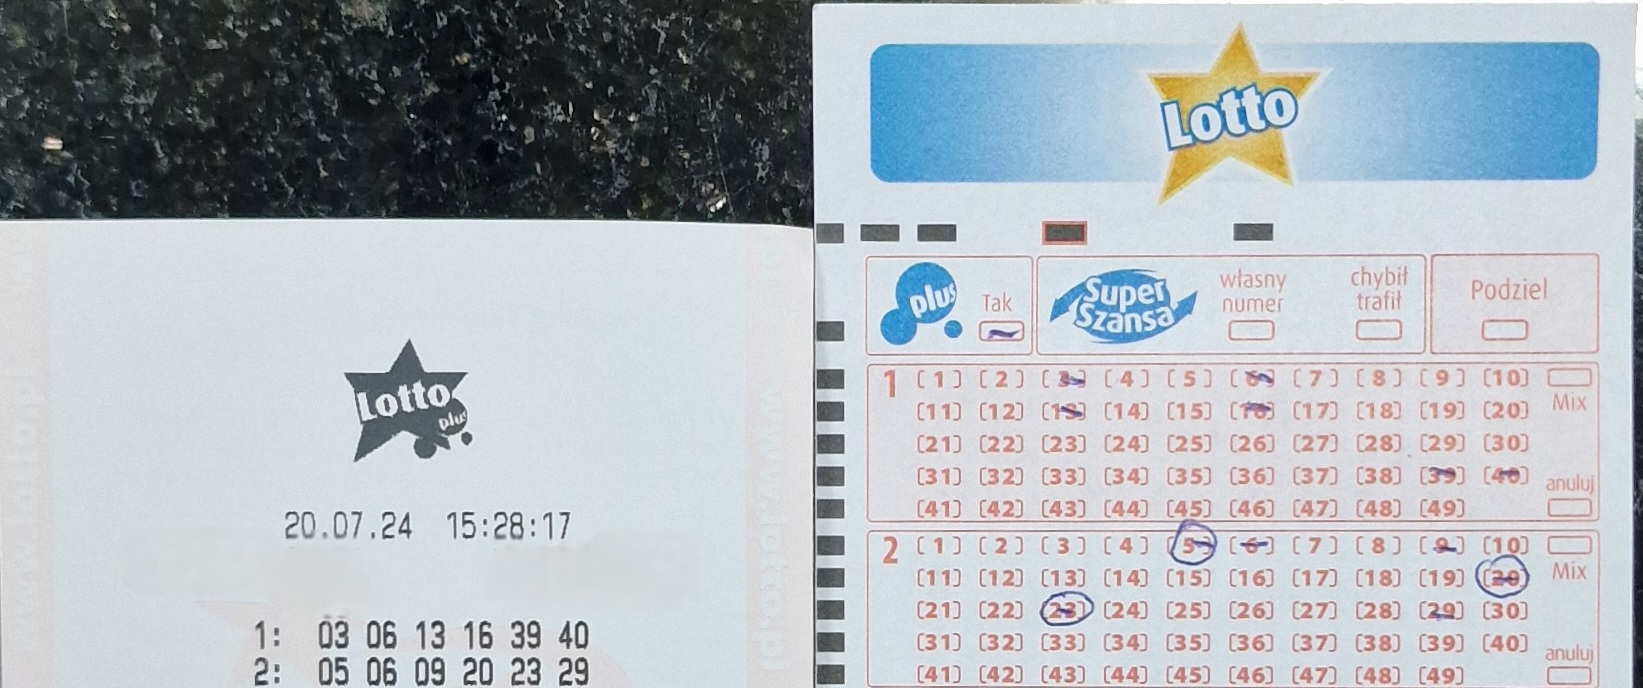 Lotto
plus
20.07.24 15:28:17
1: 03 06 13 16 39 40
2: 05 06 09 20 23 29
Lotto
plus Tak
Super Szansa
własny numer
chybił trafił
Podziel
1 [1] [2] [3] [4] [5] [6] [7] [8] [9] [10]
Mix
[11] [12] [13] [14] [15] [16] [17] [18] [19] [20]
[21] [22] [23] [24] [25] [26] [27] [28] [29] [30]
[31] [32] [33] [34] [35] [36] [37] [38] [39] [40]
anuluj
[41] [42] [43] [44] [45] [46] [47] [48] [49]
2 [1] [2] [3] [4] [5] [6] [7] [8] [9] [10]
Mix
[11] [12] [13] [14] [15] [16] [17] [18] [19] [20]
[21] [22] [23] [24] [25] [26] [27] [28] [29] [30]
[31] [32] [33] [34] [35] [36] [37] [38] [39] [40]
anuluj
[41] [42] [43] [44] [45] [46] [47] [48] [49]